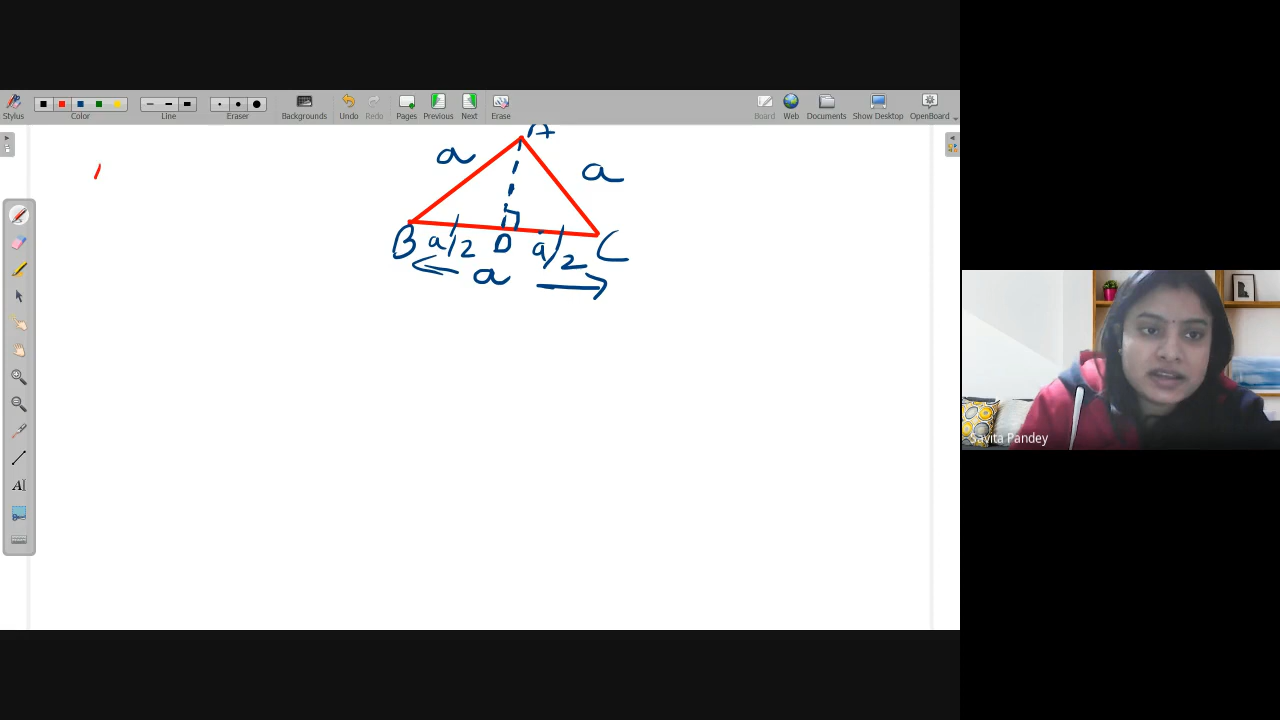 Stylus
Color
Line
Eraser
Backgrounds
Undo
Redo
Pages
Previous
Next
Erase
Board
Web
Documents
Show Desktop
OpenBoard
A
a
a
B a/2 D a/2 C
a
AI
Savita Pandey